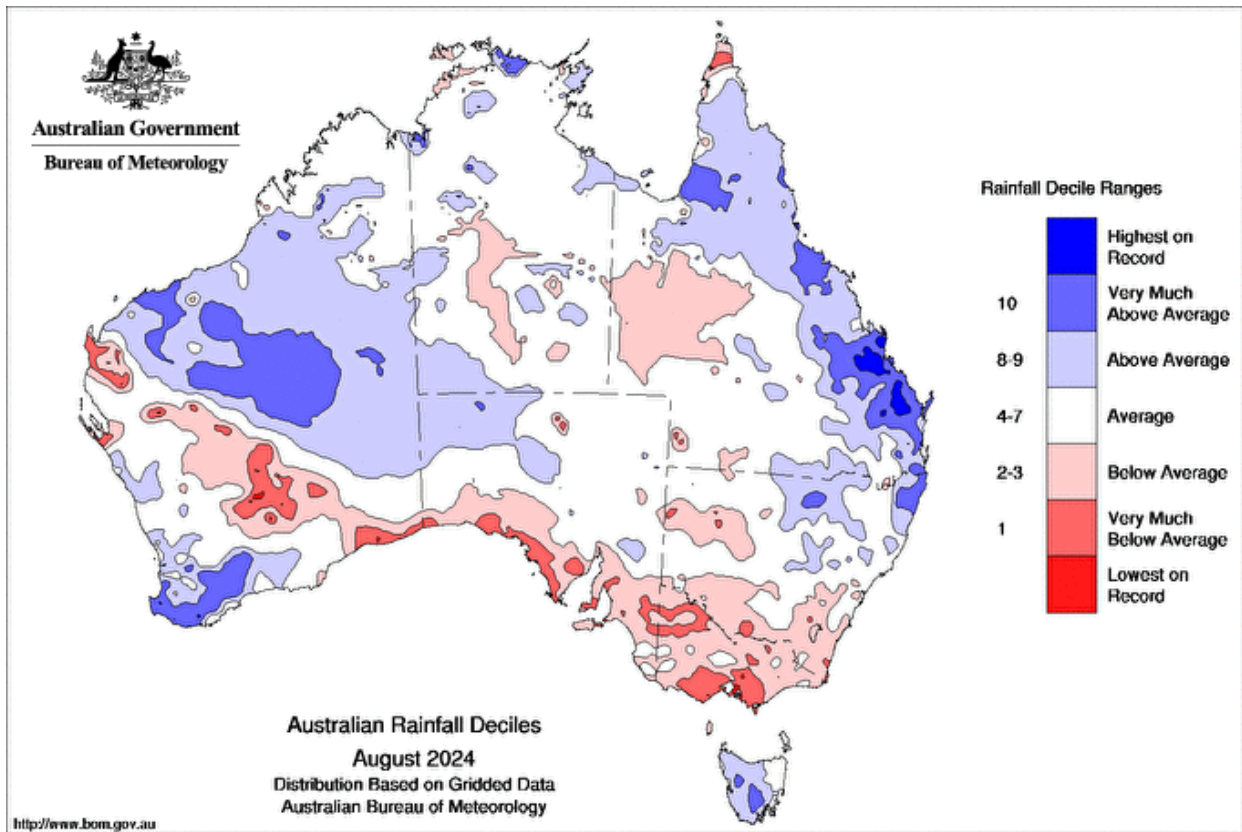 Australian Government
Bureau of Meteorology
Rainfall Decile Ranges
Highest on
Record
10
Very Much
Above Average
8-9
Above Average
4-7
Average
2-3
Below Average
1
Very Much
Below Average
Lowest on
Record
Australian Rainfall Deciles
August 2024
Distribution Based on Gridded Data
Australian Bureau of Meteorology
http://www.bom.gov.au